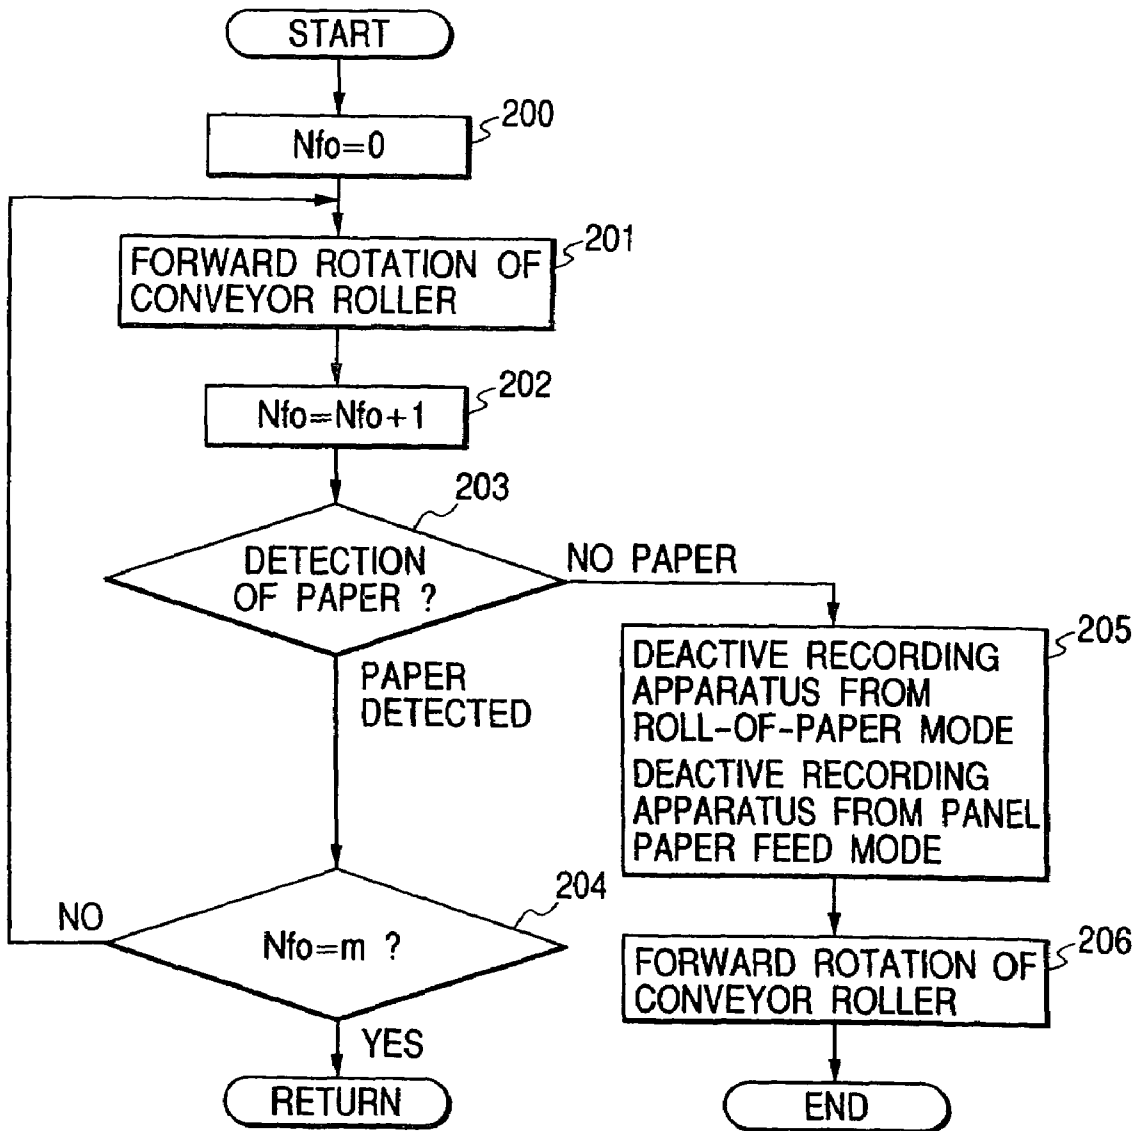 START
200
Nfo=0
201
FORWARD ROTATION OF
CONVEYOR ROLLER
202
Nfo=Nfo+1
203
DETECTION
OF PAPER ?
NO PAPER
PAPER
DETECTED
205
DEACTIVE RECORDING
APPARATUS FROM
ROLL-OF-PAPER MODE
DEACTIVE RECORDING
APPARATUS FROM PANEL
PAPER FEED MODE
204
NO
Nfo=m ?
YES
RETURN
206
FORWARD ROTATION OF
CONVEYOR ROLLER
END